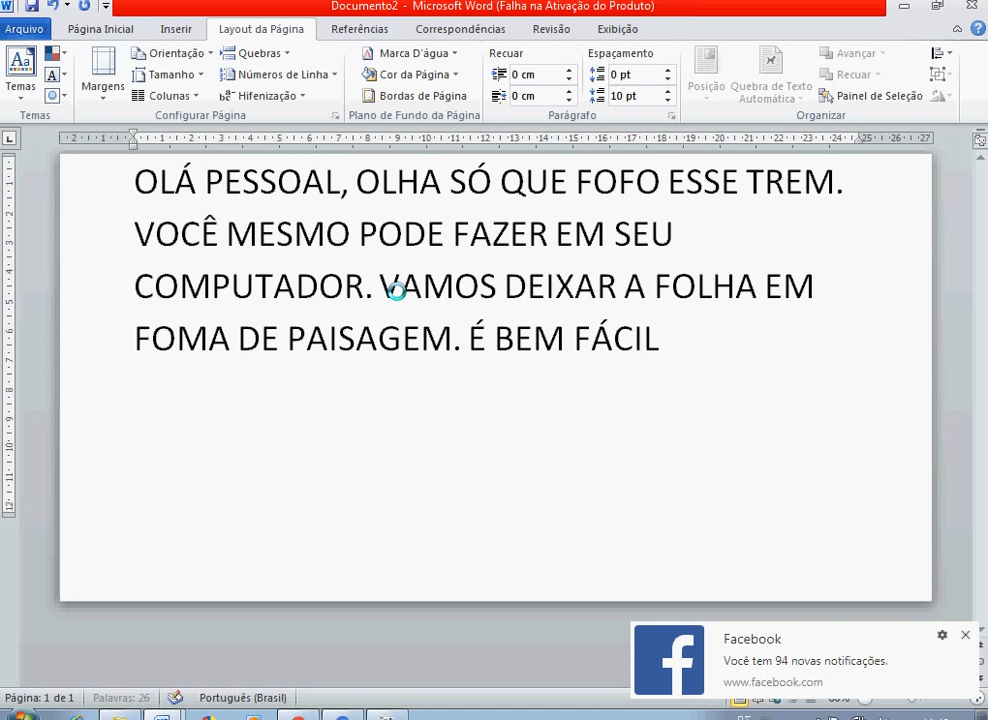 Documento2 - Microsoft Word (Falha na Ativação do Produto)
Arquivo Página Inicial Inserir Layout da Página Referências Correspondências Revisão Exibição
Temas
Margens
Orientação
Tamanho
Colunas
Quebras
Números de Linha
Hifenização
Marca D'água
Cor da Página
Bordas de Página
Recuar
0 cm
0 cm
Espaçamento
0 pt
10 pt
Posição
Quebra de Texto
Automática
Avançar
Recuar
Painel de Seleção
Temas Configurar Página Plano de Fundo da Página Parágrafo Organizar
OLÁ PESSOAL, OLHA SÓ QUE FOFO ESSE TREM.
VOCÊ MESMO PODE FAZER EM SEU
COMPUTADOR. VAMOS DEIXAR A FOLHA EM
FOMA DE PAISAGEM. É BEM FÁCIL
Facebook
Você tem 94 novas notificações.
www.facebook.com
Página: 1 de 1 Palavras: 26 Português (Brasil)